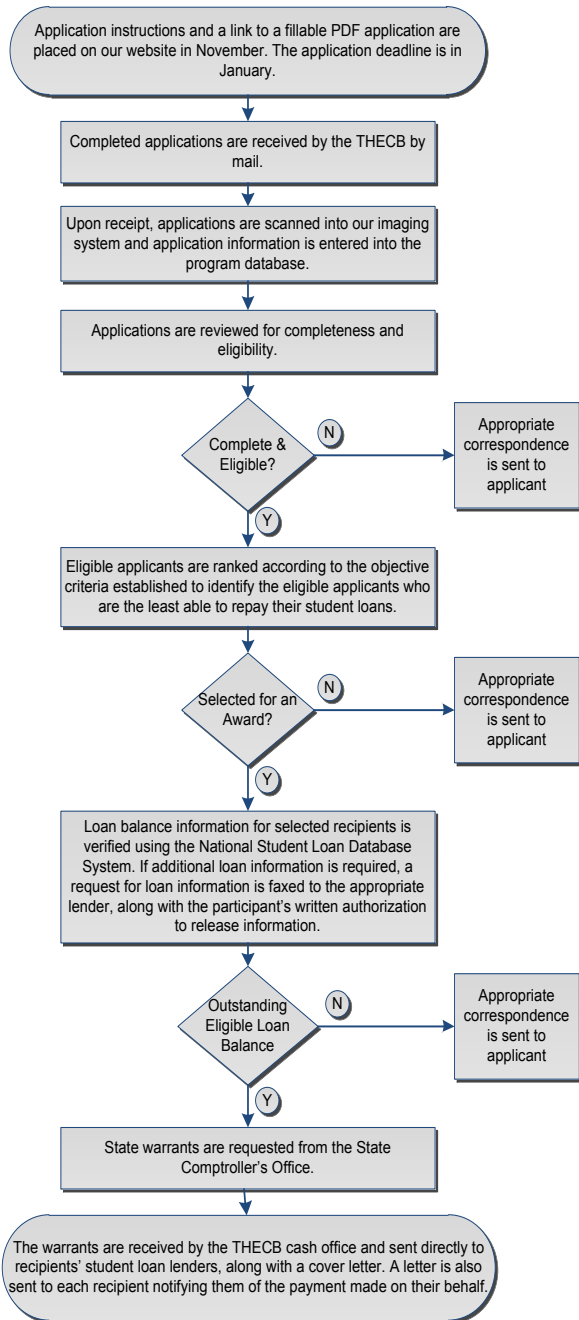 Application instructions and a link to a fillable PDF application are
placed on our website in November. The application deadline is in
January.
Completed applications are received by the THECB by
mail.
Upon receipt, applications are scanned into our imaging
system and application information is entered into the
program database.
Applications are reviewed for completeness and
eligibility.
Complete &
Eligible?
N
Appropriate
correspondence
is sent to
applicant
Y
Eligible applicants are ranked according to the objective
criteria established to identify the eligible applicants who
are the least able to repay their student loans.
Selected for an
Award?
N
Appropriate
correspondence
is sent to
applicant
Y
Loan balance information for selected recipients is
verified using the National Student Loan Database
System. If additional loan information is required, a
request for loan information is faxed to the appropriate
lender, along with the participant’s written authorization
to release information.
Outstanding
Eligible Loan
Balance
N
Appropriate
correspondence
is sent to
applicant
Y
State warrants are requested from the State
Comptroller’s Office.
The warrants are received by the THECB cash office and sent directly to
recipients’ student loan lenders, along with a cover letter. A letter is also
sent to each recipient notifying them of the payment made on their behalf.